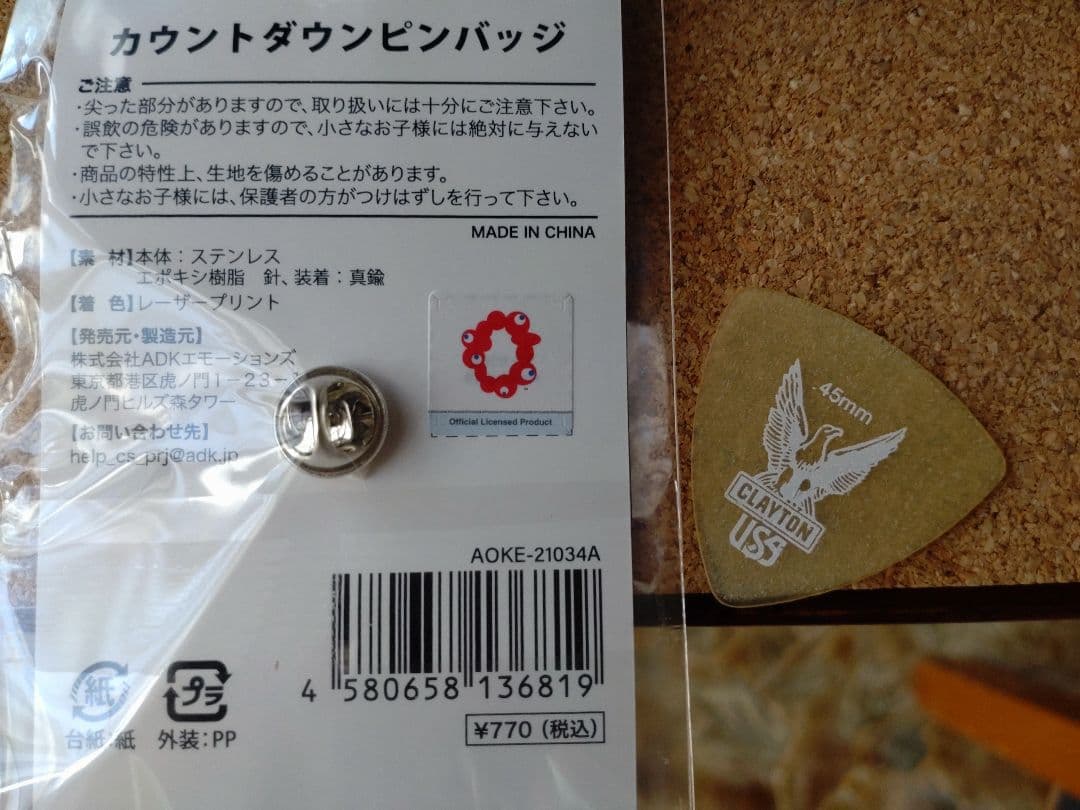 カウントダウンピンバッジ
ご注意
・尖った部分がありますので、取り扱いには十分にご注意下さい。
・誤飲の危険がありますので、小さなお子様には絶対に与えない
で下さい。
・商品の特性上、生地を傷めることがあります。
・小さなお子様には、保護者の方がつけはずしを行って下さい。
MADE IN CHINA
【素 材】本体：ステンレス
エポキシ樹脂 針、装着：真鍮
【着 色】レーザープリント
【発売元・製造元】
株式会社ADKエモーションズ
東京都港区虎ノ門1－23－
虎ノ門ヒルズ森タワー
【お問い合わせ先】
help_cs_prj@adk.jp
Official Licensed Product
AOKE-21034A
4 580658 136819
¥770（税込）
紙
プラ
台紙：紙 外装：PP
.45mm
CLAYTON
USA